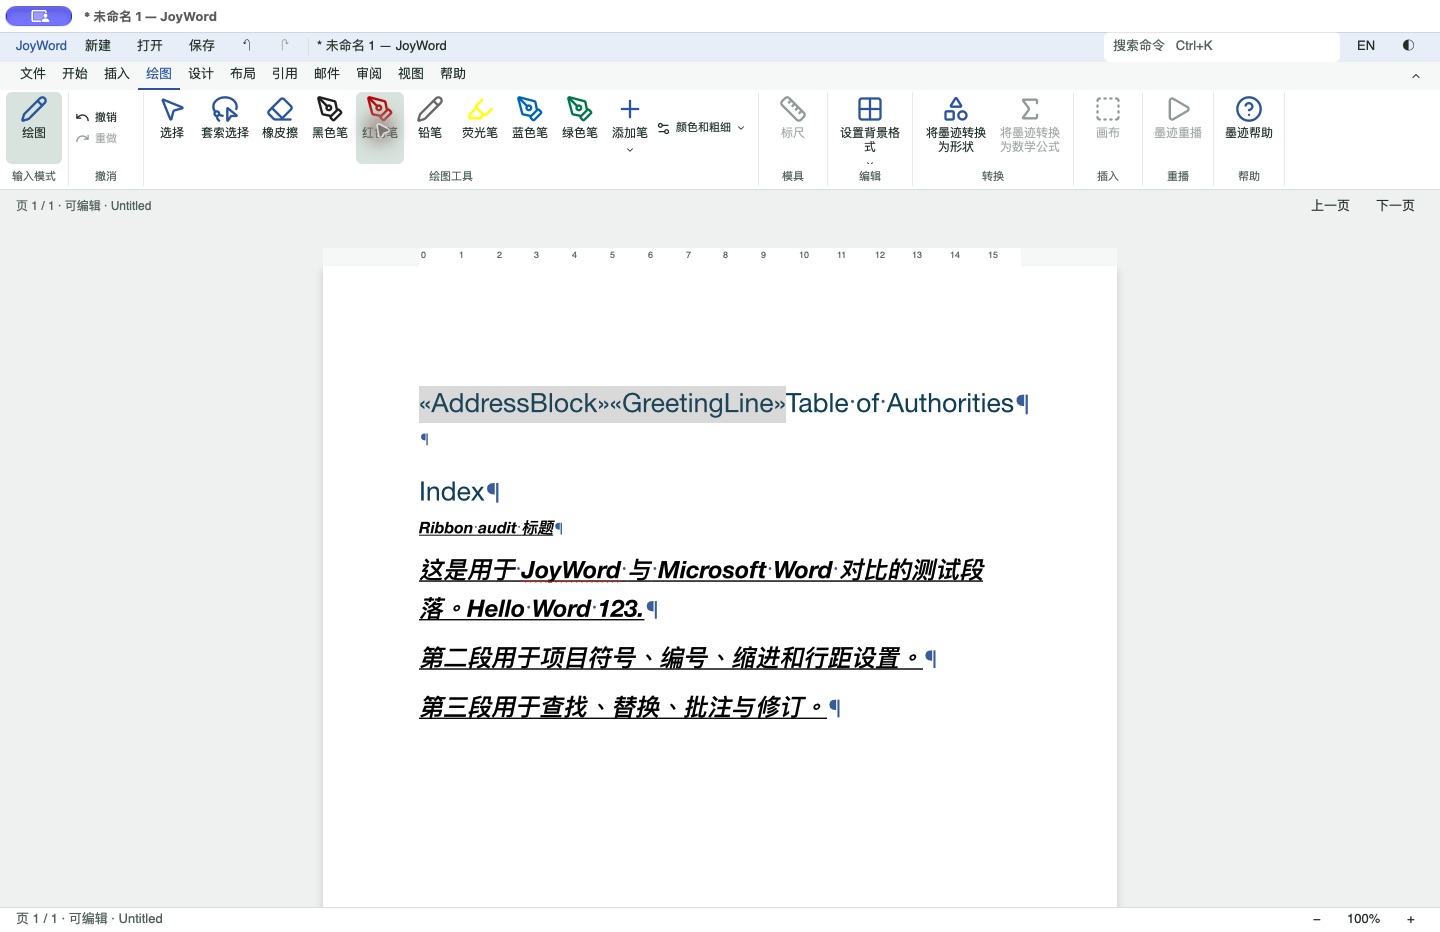 * 未命名 1 — JoyWord
JoyWord 新建 打开 保存 * 未命名 1 — JoyWord 搜索命令 Ctrl+K EN
文件 开始 插入 绘图 设计 布局 引用 邮件 审阅 视图 帮助
绘图 撤销 重做 选择 套索选择 橡皮擦 黑色笔 红色笔 铅笔 荧光笔 蓝色笔 绿色笔 添加笔 颜色和粗细 标尺 设置背景格式 将墨迹转换为形状 将墨迹转换为数学公式 画布 墨迹重播 墨迹帮助
输入模式 撤消 绘图工具 模具 编辑 转换 插入 重播 帮助
页 1 / 1 · 可编辑 · Untitled 上一页 下一页
0 1 2 3 4 5 6 7 8 9 10 11 12 13 14 15
«AddressBlock»«GreetingLine»Table·of·Authorities¶
¶
Index¶
Ribbon·audit·标题¶
这是用于·JoyWord·与·Microsoft·Word·对比的测试段
落。Hello·Word·123.¶
第二段用于项目符号、编号、缩进和行距设置。¶
第三段用于查找、替换、批注与修订。¶
页 1 / 1 · 可编辑 · Untitled − 100% +